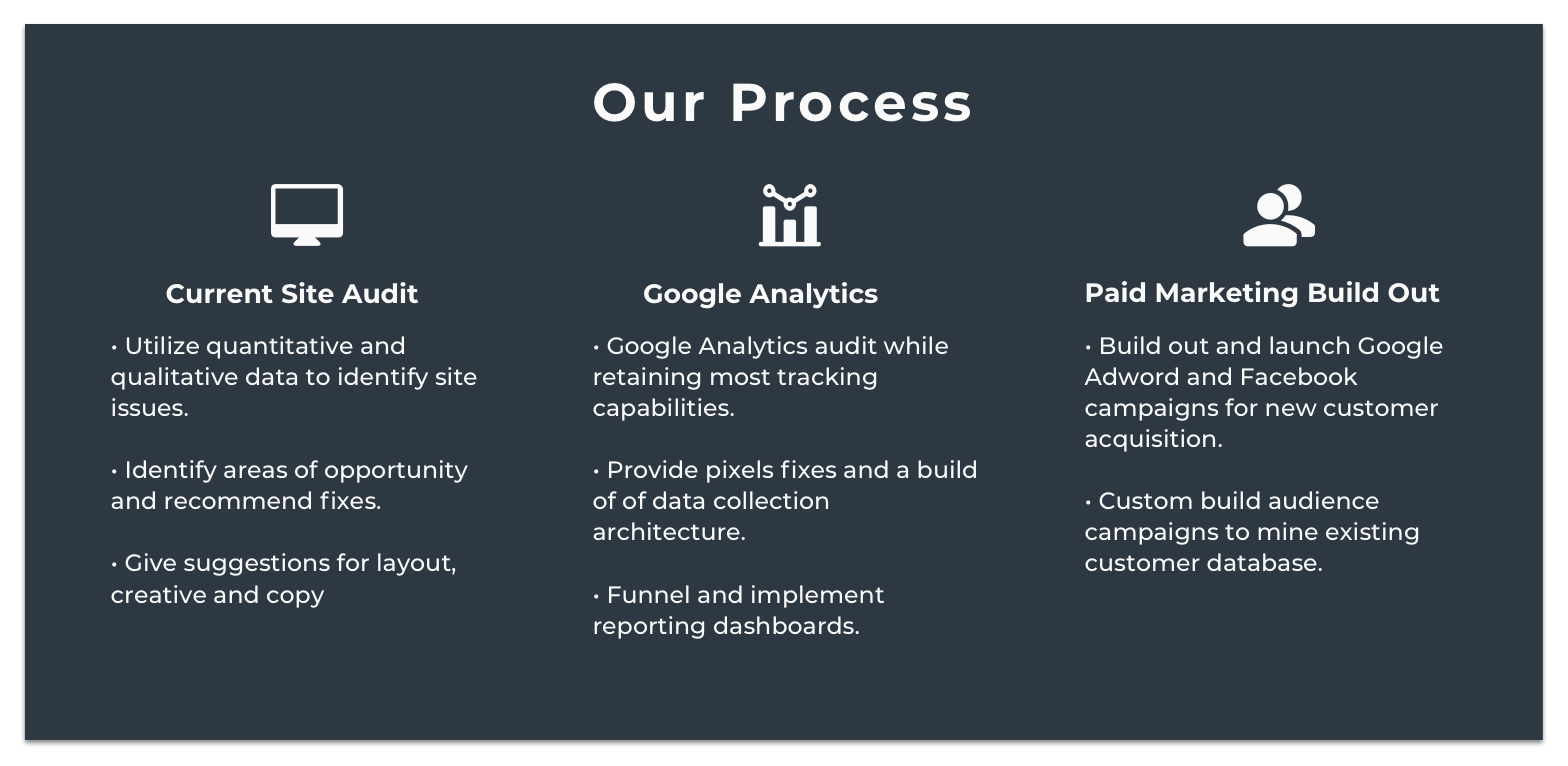 Our Process
Current Site Audit
• Utilize quantitative and
qualitative data to identify site
issues.
• Identify areas of opportunity
and recommend fixes.
• Give suggestions for layout,
creative and copy
Google Analytics
• Google Analytics audit while
retaining most tracking
capabilities.
• Provide pixels fixes and a build
of of data collection
architecture.
• Funnel and implement
reporting dashboards.
Paid Marketing Build Out
• Build out and launch Google
Adword and Facebook
campaigns for new customer
acquisition.
• Custom build audience
campaigns to mine existing
customer database.